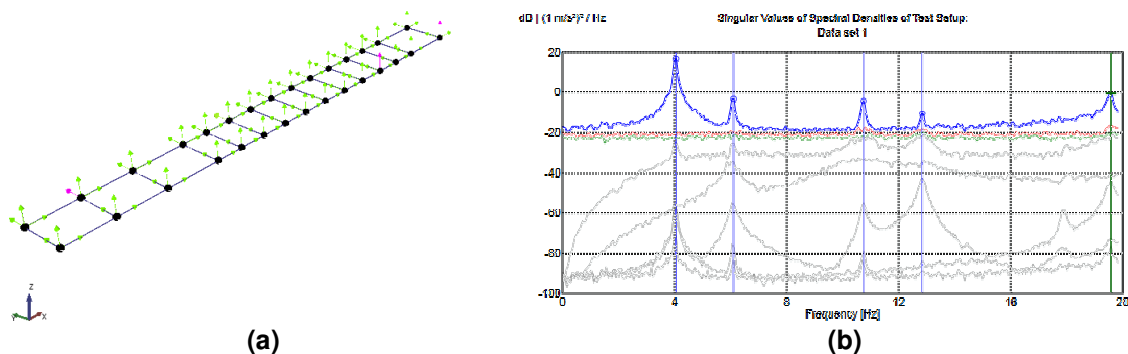 dB | (1 m/s²)² / Hz
Singular Values of Spectral Densities of Test Setup:
Data set 1
20
0
-20
-40
-60
-80
-100
0 4 8 12 16 20
Frequency [Hz]
Z
Y X
(a) (b)